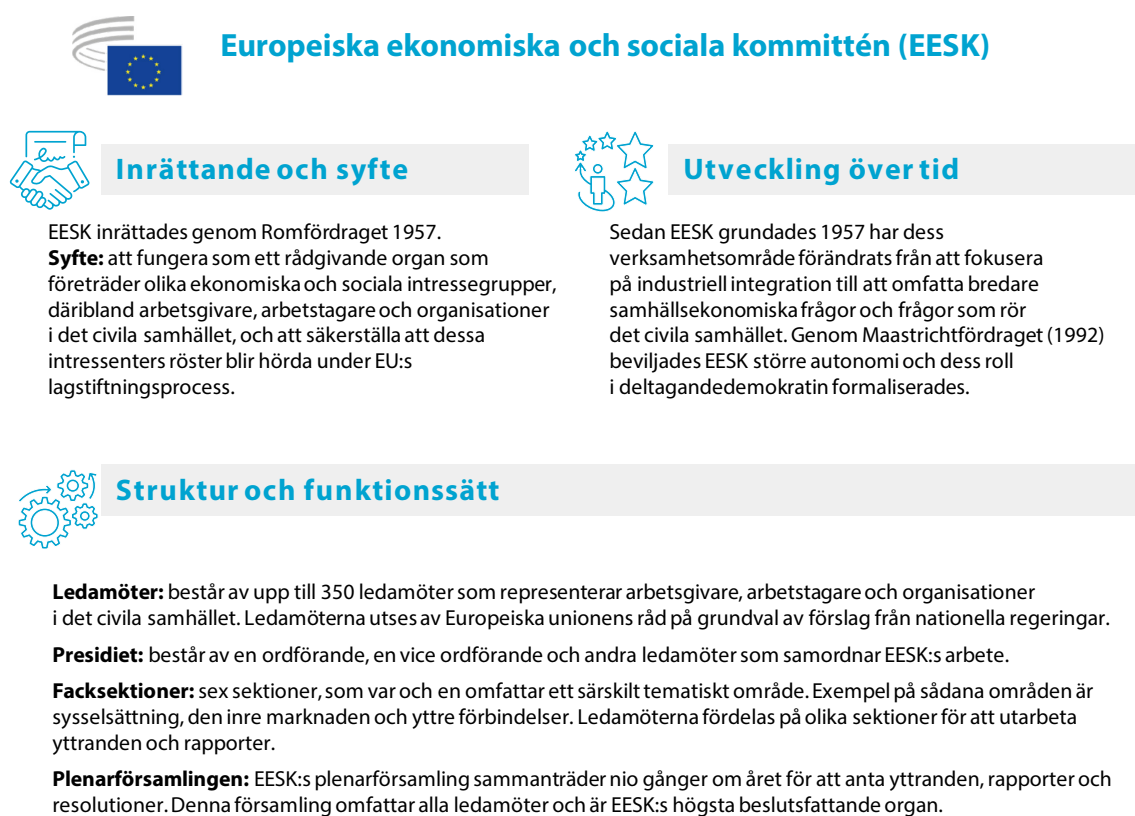 Europeiska ekonomiska och sociala kommittén (EESK)
Inrättande och syfte
EESK inrättades genom Romfördraget 1957.
Syfte: att fungera som ett rådgivande organ som
företräder olika ekonomiska och sociala intressegrupper,
däribland arbetsgivare, arbetstagare och organisationer
i det civila samhället, och att säkerställa att dessa
intressenters röster blir hörda under EU:s
lagstiftningsprocess.
Utveckling över tid
Sedan EESK grundades 1957 har dess
verksamhetsområde förändrats från att fokusera
på industriell integration till att omfatta bredare
samhällsekonomiska frågor och frågor som rör
det civila samhället. Genom Maastrichtfördraget (1992)
beviljades EESK större autonomi och dess roll
i deltagandedemokratin formaliserades.
Struktur och funktionssätt
Ledamöter: består av upp till 350 ledamöter som representerar arbetsgivare, arbetstagare och organisationer
i det civila samhället. Ledamöterna utses av Europeiska unionens råd på grundval av förslag från nationella regeringar.
Presidiet: består av en ordförande, en vice ordförande och andra ledamöter som samordnar EESK:s arbete.
Facksektioner: sex sektioner, som var och en omfattar ett särskilt tematiskt område. Exempel på sådana områden är
sysselsättning, den inre marknaden och yttre förbindelser. Ledamöterna fördelas på olika sektioner för att utarbeta
yttranden och rapporter.
Plenarförsamlingen: EESK:s plenarförsamling sammanträder nio gånger om året för att anta yttranden, rapporter och
resolutioner. Denna församling omfattar alla ledamöter och är EESK:s högsta beslutsfattande organ.